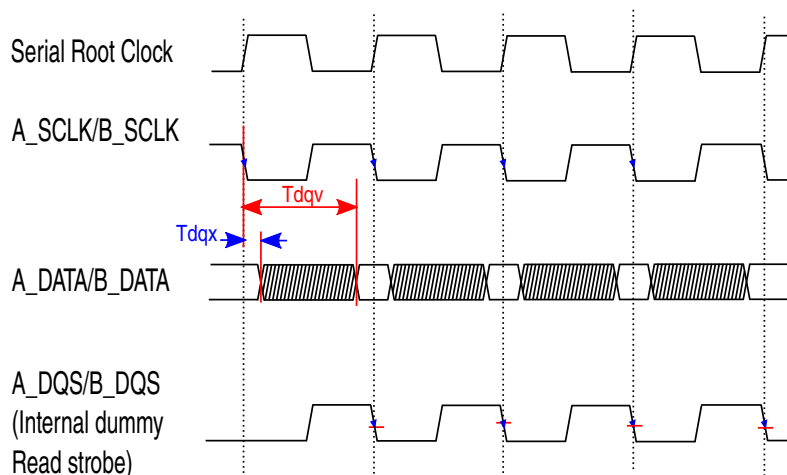 Serial Root Clock
A_SCLK/B_SCLK
Tdqv
Tdqx
A_DATA/B_DATA
A_DQS/B_DQS
(Internal dummy
Read strobe)